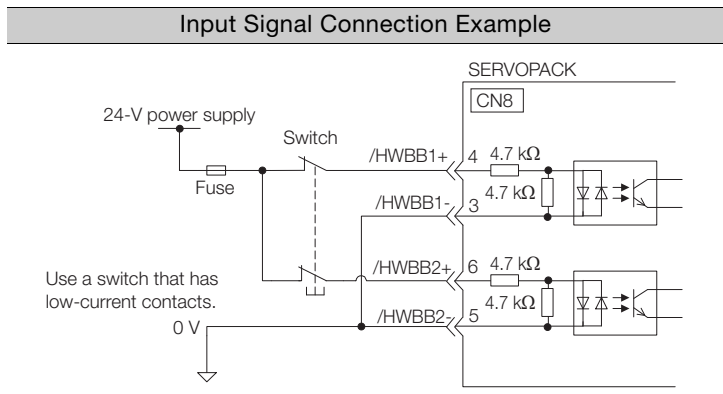 Input Signal Connection Example
SERVOPACK
CN8
24-V power supply
Switch
Fuse
/HWBB1+ 4 4.7 kΩ
4.7 kΩ
/HWBB1- 3
/HWBB2+ 6 4.7 kΩ
4.7 kΩ
/HWBB2- 5
Use a switch that has
low-current contacts.
0 V